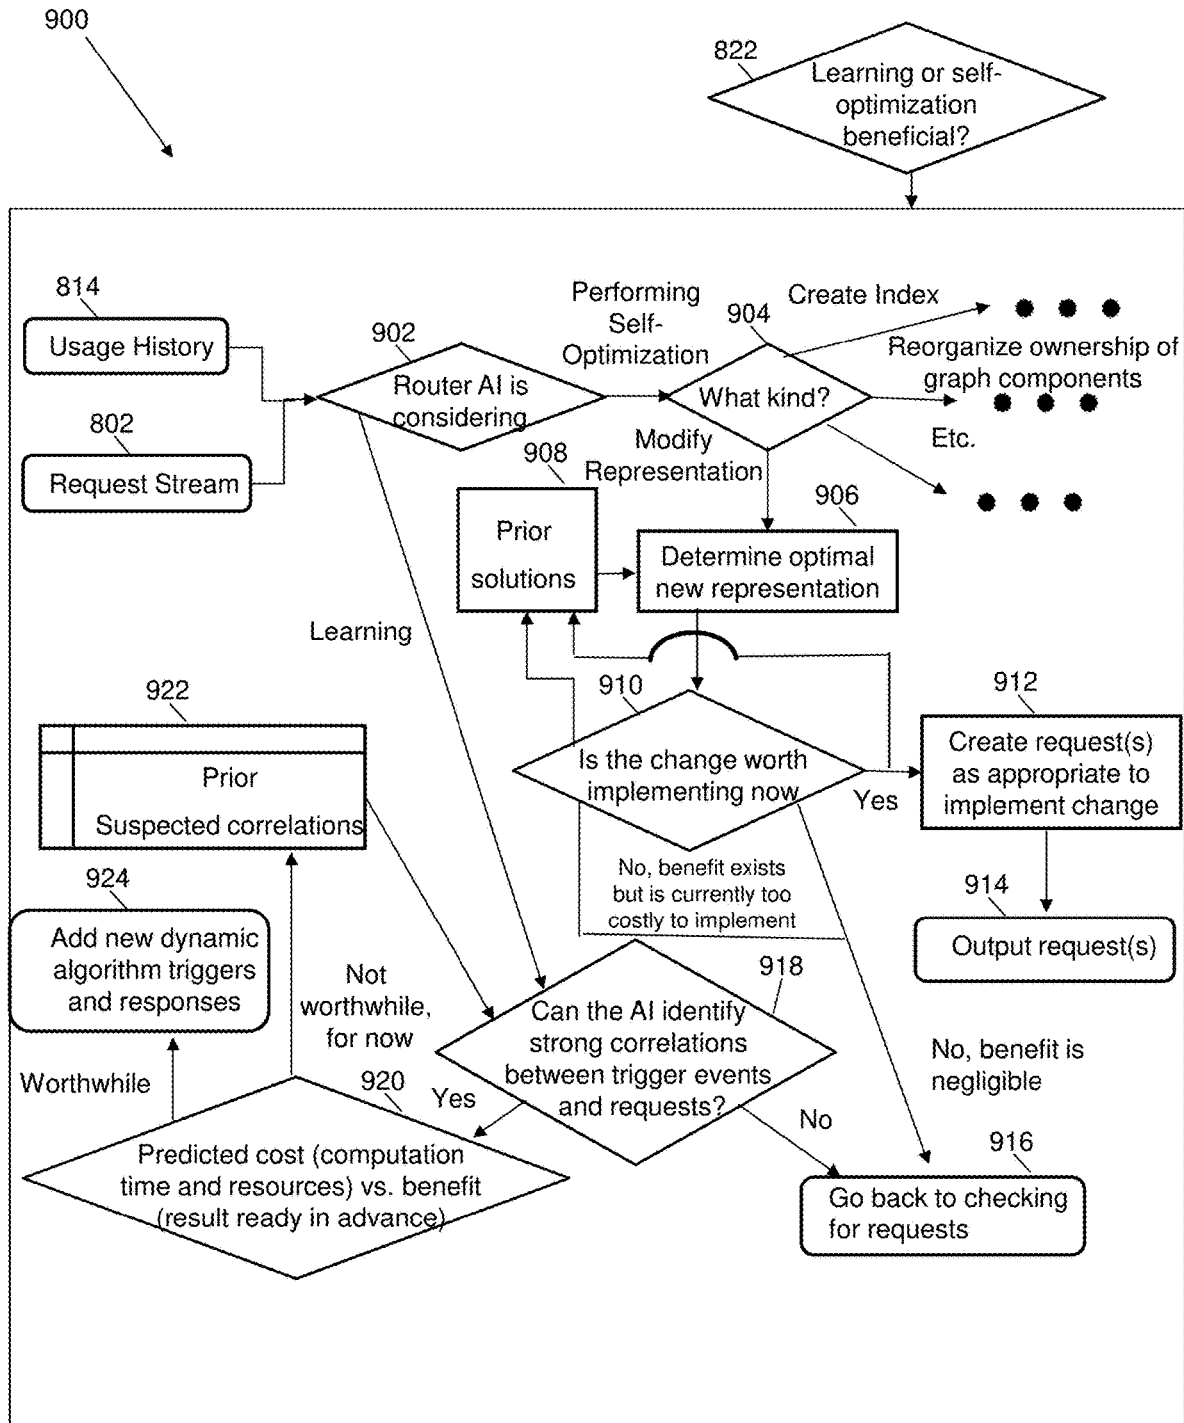 900
822
Learning or self-
optimization
beneficial?
814
Usage History
802
Request Stream
902
Router AI is
considering
Performing
Self-
Optimization
904
What kind?
Create Index
Reorganize ownership of
graph components
Etc.
Modify
Representation
908
Prior
solutions
906
Determine optimal
new representation
Learning
910
Is the change worth
implementing now
Yes
912
Create request(s)
as appropriate to
implement change
914
Output request(s)
No, benefit exists
but is currently too
costly to implement
922
Prior
Suspected correlations
924
Add new dynamic
algorithm triggers
and responses
Not
worthwhile,
for now
Worthwhile
918
Can the AI identify
strong correlations
between trigger events
and requests?
920
Yes
Predicted cost (computation
time and resources) vs. benefit
(result ready in advance)
No
No, benefit is
negligible
916
Go back to checking
for requests